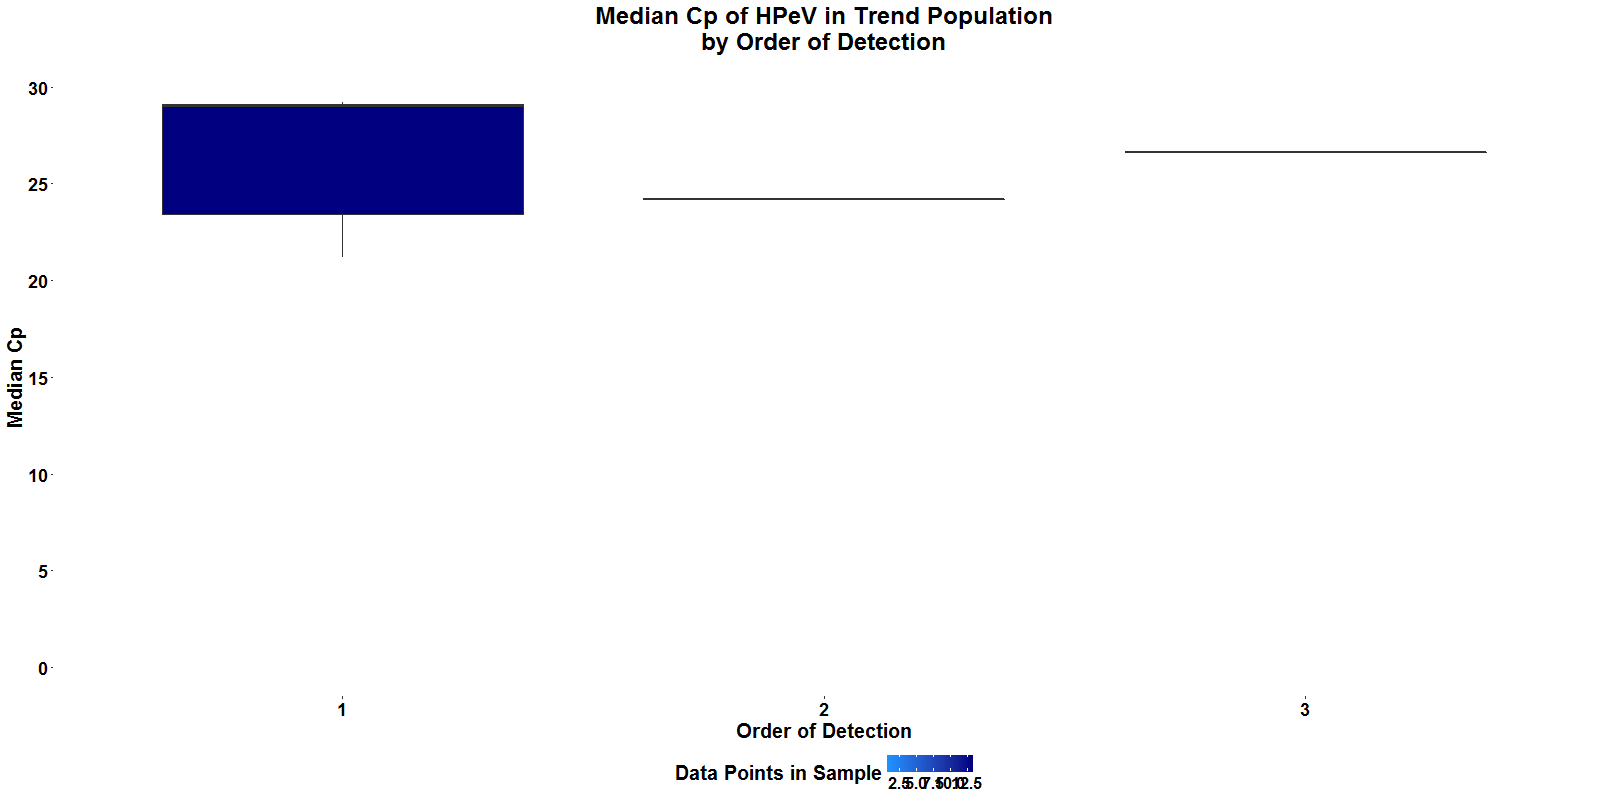 Median Cp of HPeV in Trend Population
by Order of Detection
30
25
20
15
10
5
0
Median Cp
1 2 3
Order of Detection
Data Points in Sample
2.5 5.0 7.5 10.0 12.5